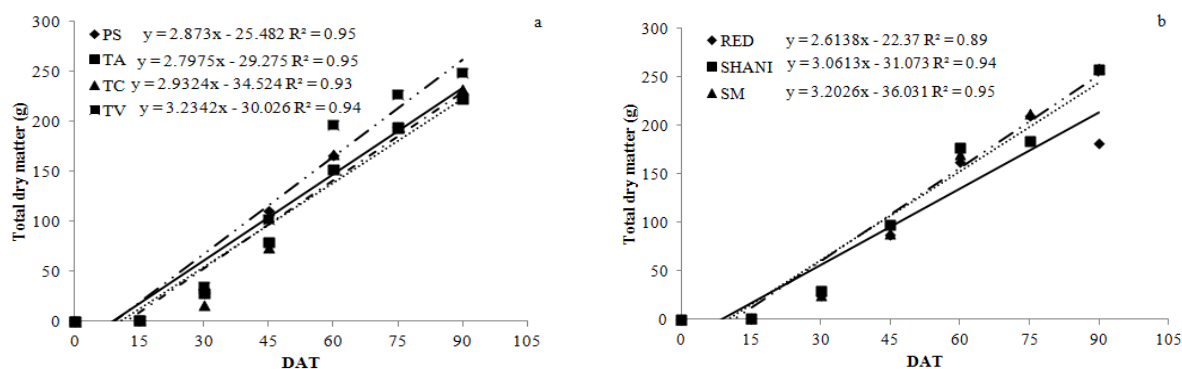 a
PS y = 2.873x - 25.482 R² = 0.95
TA y = 2.7975x - 29.275 R² = 0.95
TC y = 2.9324x - 34.524 R² = 0.93
TV y = 3.2342x - 30.026 R² = 0.94
Total dry matter (g)
300
250
200
150
100
50
0
0 15 30 45 60 75 90 105
DAT
b
RED y = 2.6138x - 22.37 R² = 0.89
SHANI y = 3.0613x - 31.073 R² = 0.94
SM y = 3.2026x - 36.031 R² = 0.95
Total dry matter (g)
300
250
200
150
100
50
0
0 15 30 45 60 75 90 105
DAT